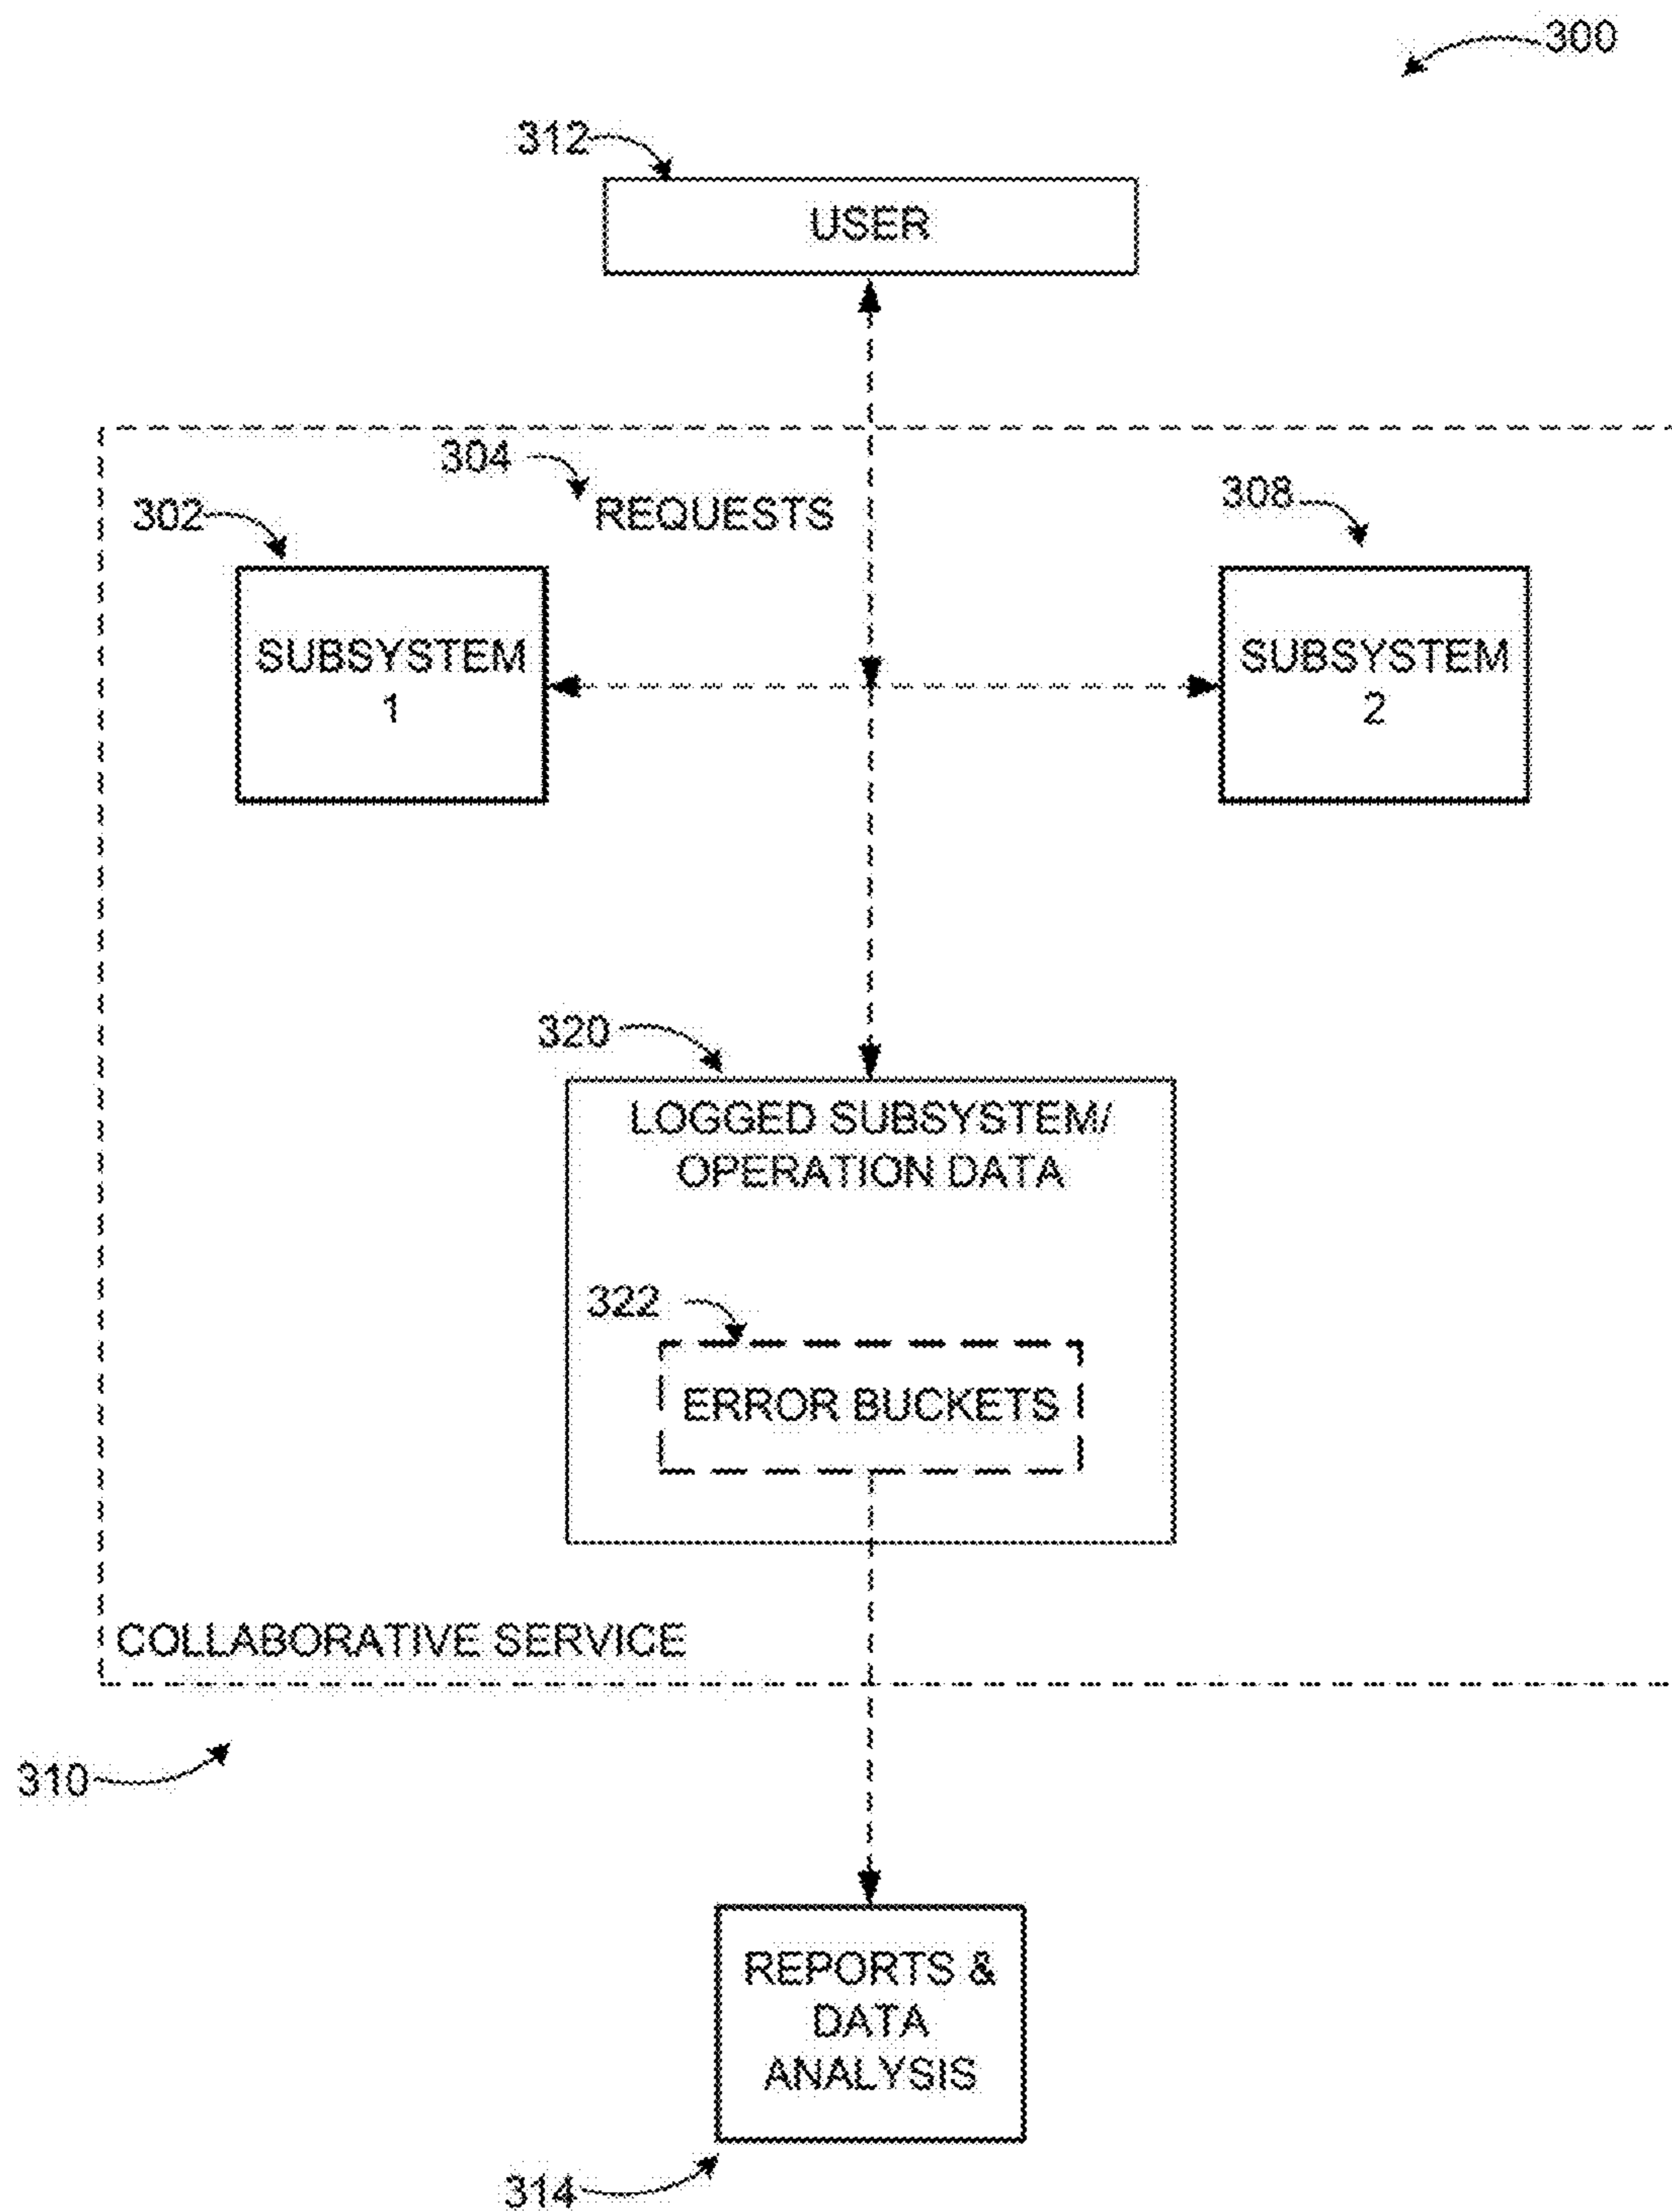 300
312
USER
304
REQUESTS
302
308
SUBSYSTEM
1
SUBSYSTEM
2
320
LOGGED SUBSYSTEM/
OPERATION DATA
322
ERROR BUCKETS
COLLABORATIVE SERVICE
310
REPORTS &
DATA
ANALYSIS
314